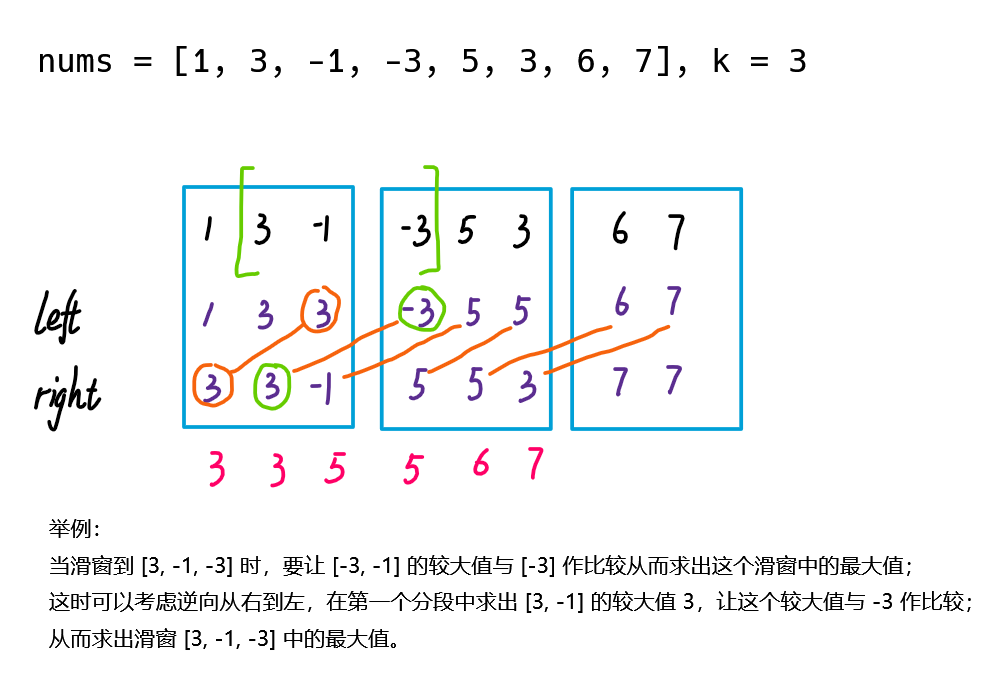 nums = [1, 3, -1, -3, 5, 3, 6, 7], k = 3
1 3 -1 -3 5 3 6 7
left 1 3 3 -3 5 5 6 7
right 3 3 -1 5 5 3 7 7
3 3 5 5 6 7
举例：
当滑窗到 [3, -1, -3] 时，要让 [-3, -1] 的较大值与 [-3] 作比较从而求出这个滑窗中的最大值；
这时可以考虑逆向从右到左，在第一个分段中求出 [3, -1] 的较大值 3，让这个较大值与 -3 作比较；
从而求出滑窗 [3, -1, -3] 中的最大值。